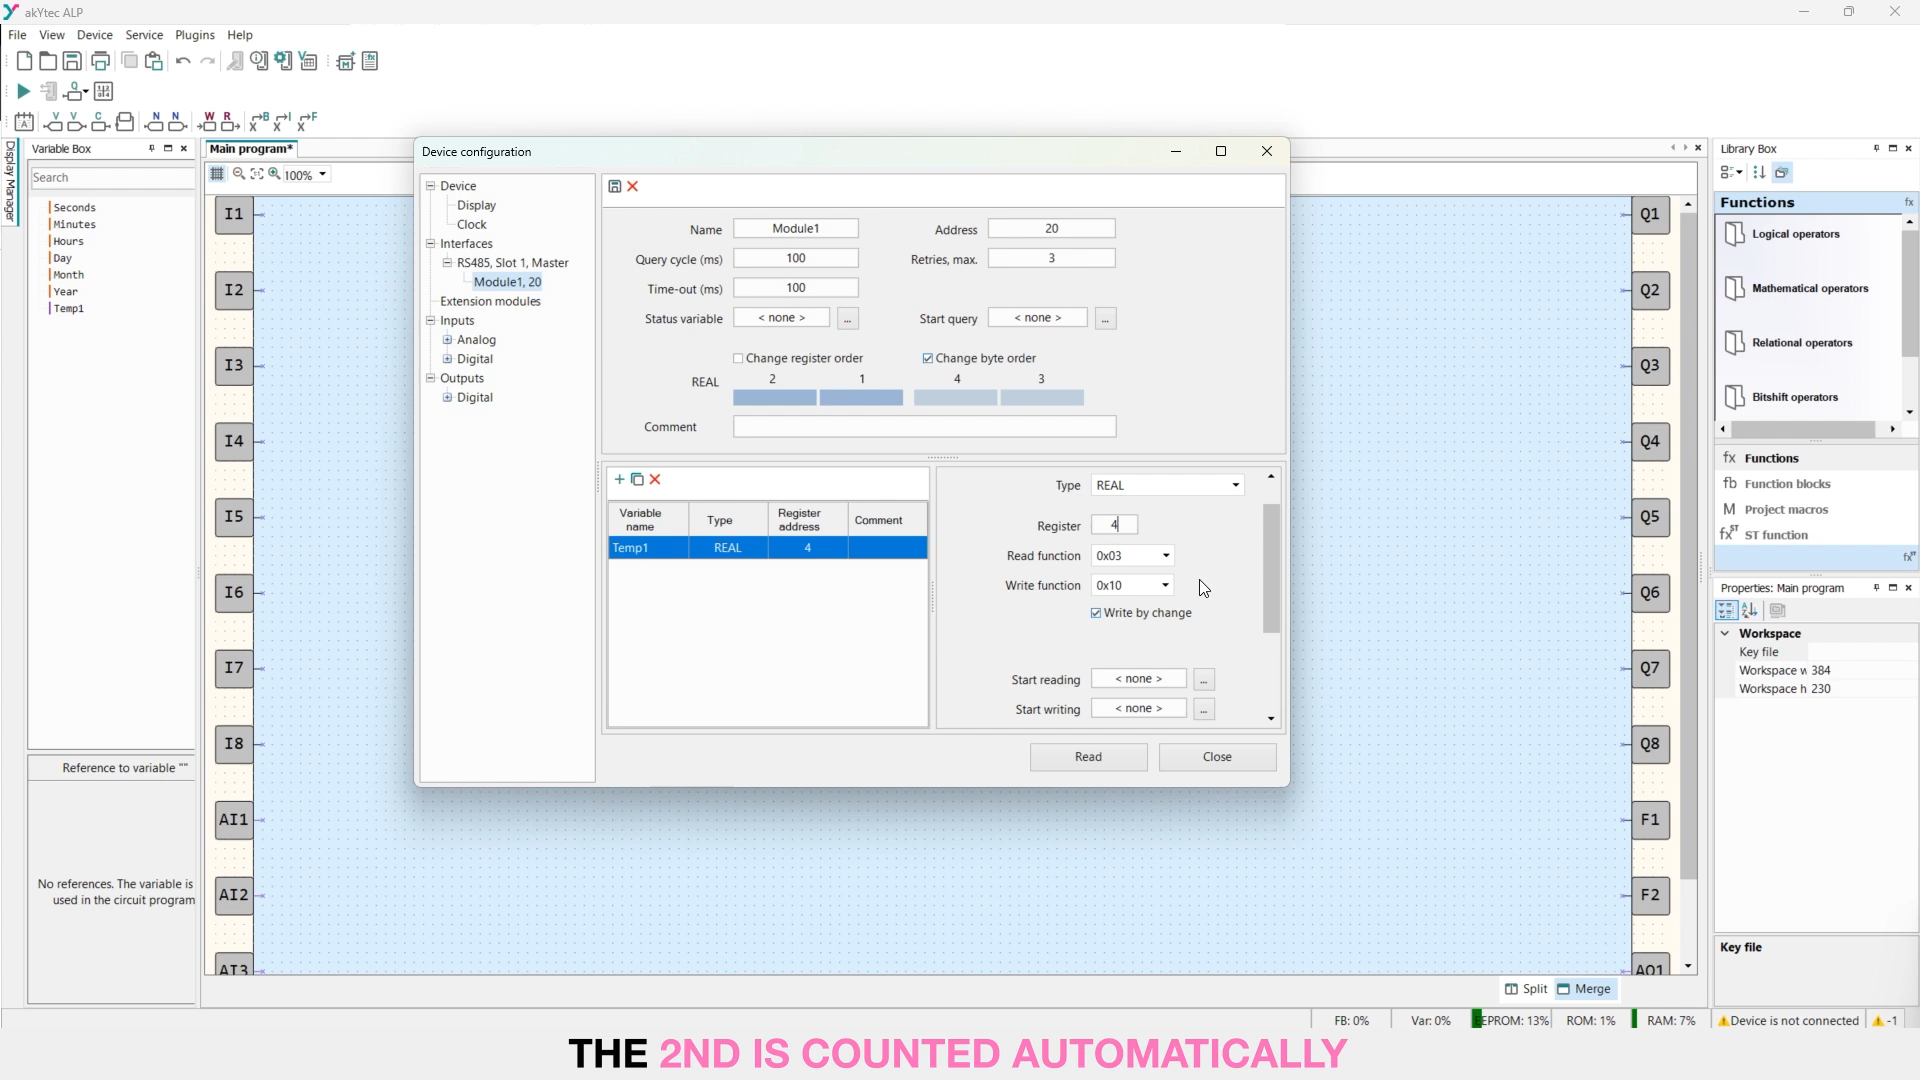 akYtec ALP
File View Device Service Plugins Help
Display Manager
Variable Box
Search
Seconds
Minutes
Hours
Day
Month
Year
Temp1
Reference to variable ""
No references. The variable is
used in the circuit program
Main program*
100%
I1
I2
I3
I4
I5
I6
I7
I8
AI1
AI2
AI3
Device configuration
Device
Display
Clock
Interfaces
RS485, Slot 1, Master
Module1, 20
Extension modules
Inputs
Analog
Digital
Outputs
Digital
Name Module1 Address 20
Query cycle (ms) 100 Retries, max. 3
Time-out (ms) 100
Status variable < none > ... Start query < none > ...
Change register order Change byte order
REAL 2 1 4 3
Comment
Variable name Type Register address Comment
Temp1 REAL 4
Type REAL
Register 4
Read function 0x03
Write function 0x10
Write by change
Start reading < none > ...
Start writing < none > ...
Read Close
Q1
Q2
Q3
Q4
Q5
Q6
Q7
Q8
F1
F2
AO1
Split Merge
Library Box
Functions fx
Logical operators
Mathematical operators
Relational operators
Bitshift operators
fx Functions
fb Function blocks
M Project macros
fx ST ST function
Properties: Main program
Workspace
Key file
Workspace w 384
Workspace h 230
Key file
FB: 0% Var: 0% EEPROM: 13% ROM: 1% RAM: 7% Device is not connected -1
THE 2ND IS COUNTED AUTOMATICALLY